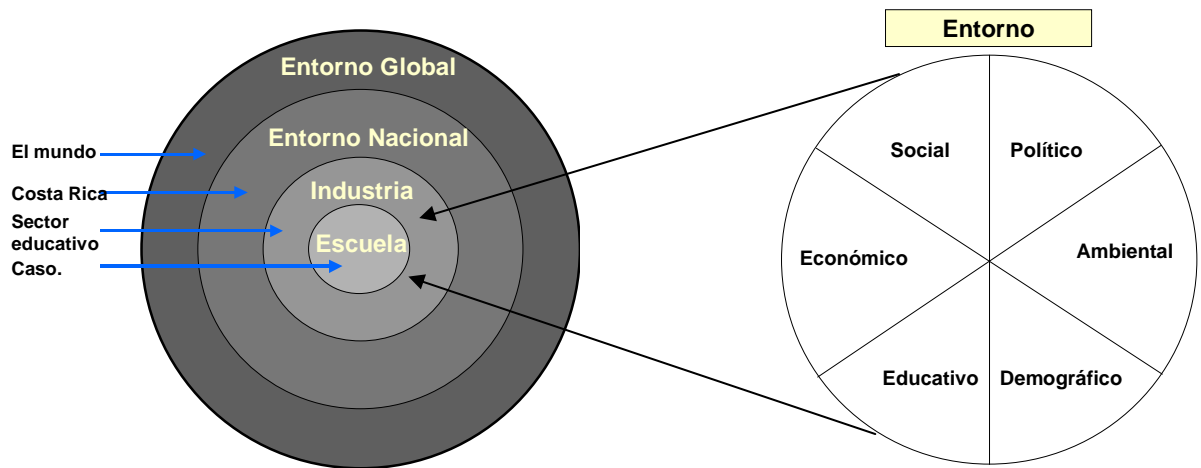 Entorno
Entorno Global
Entorno Nacional
Industria
Escuela
El mundo
Costa Rica
Sector
educativo
Caso.
Social
Político
Económico
Ambiental
Educativo
Demográfico